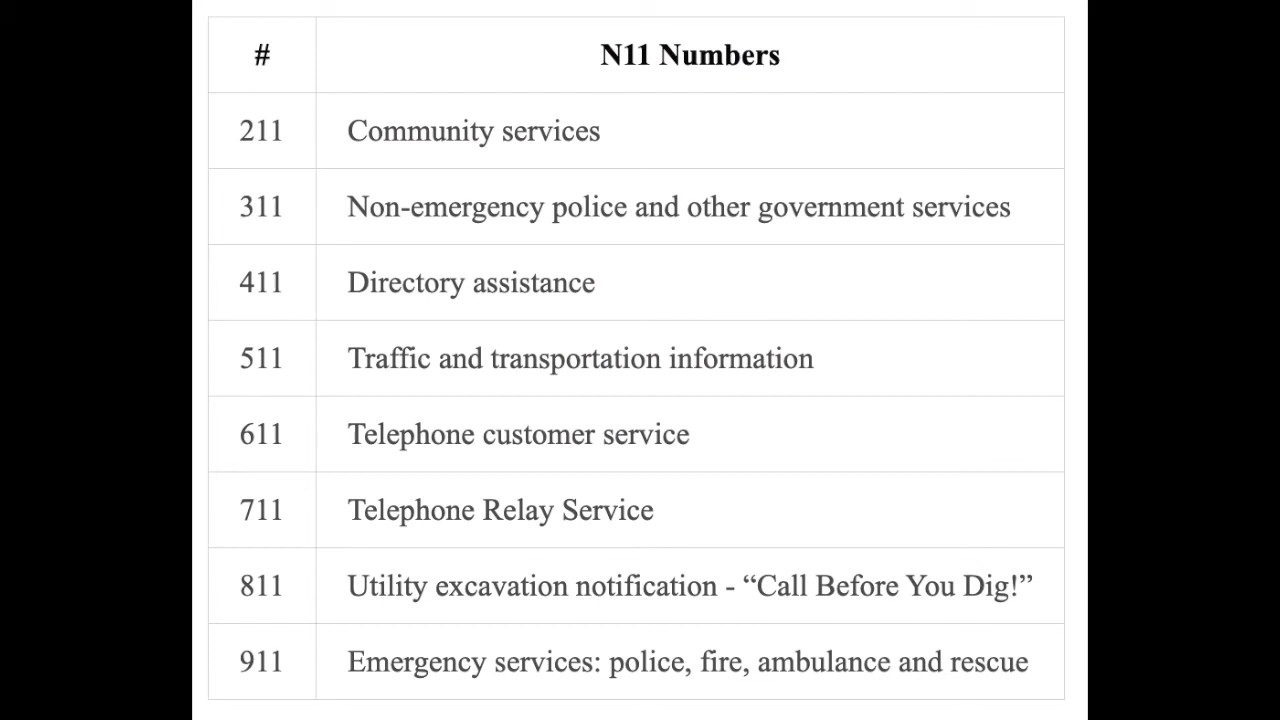 # N11 Numbers
211 Community services
311 Non-emergency police and other government services
411 Directory assistance
511 Traffic and transportation information
611 Telephone customer service
711 Telephone Relay Service
811 Utility excavation notification - “Call Before You Dig!”
911 Emergency services: police, fire, ambulance and rescue